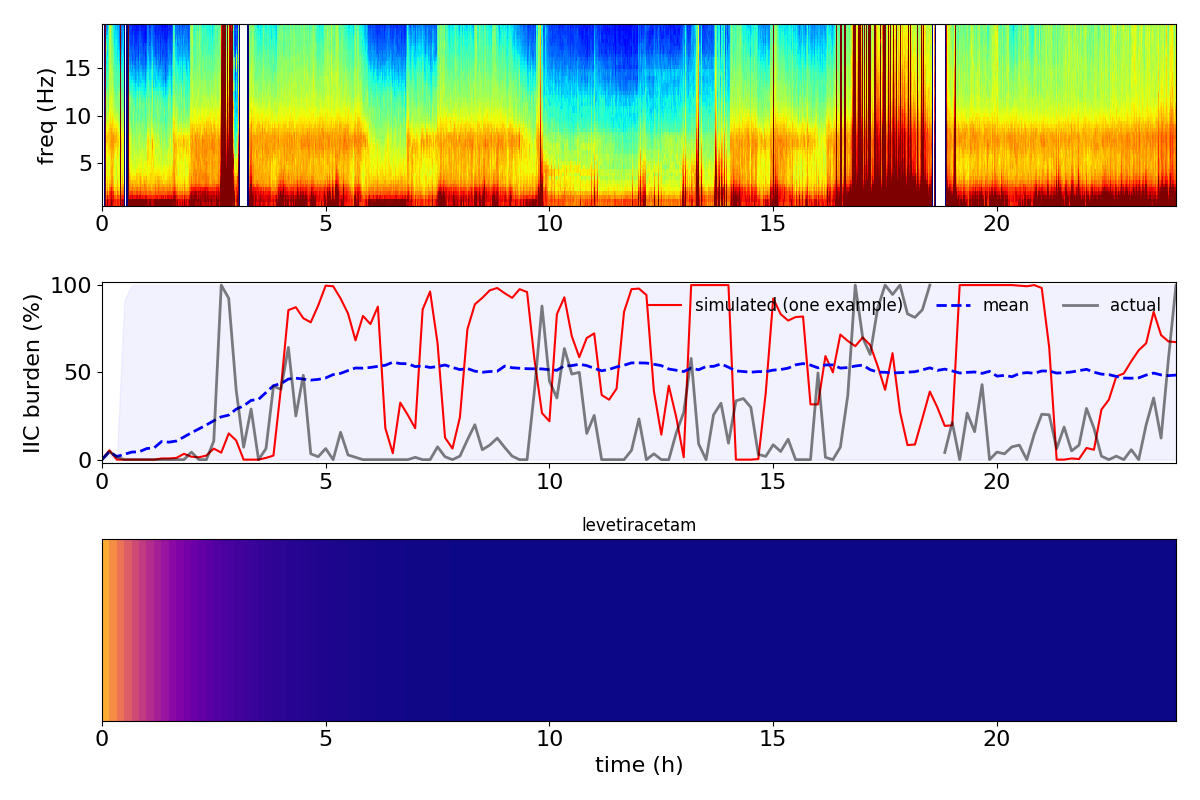 freq (Hz)
15
10
5
0 5 10 15 20
IIC burden (%)
100
50
0
simulated (one example) mean actual
0 5 10 15 20
levetiracetam
0 5 10 15 20
time (h)